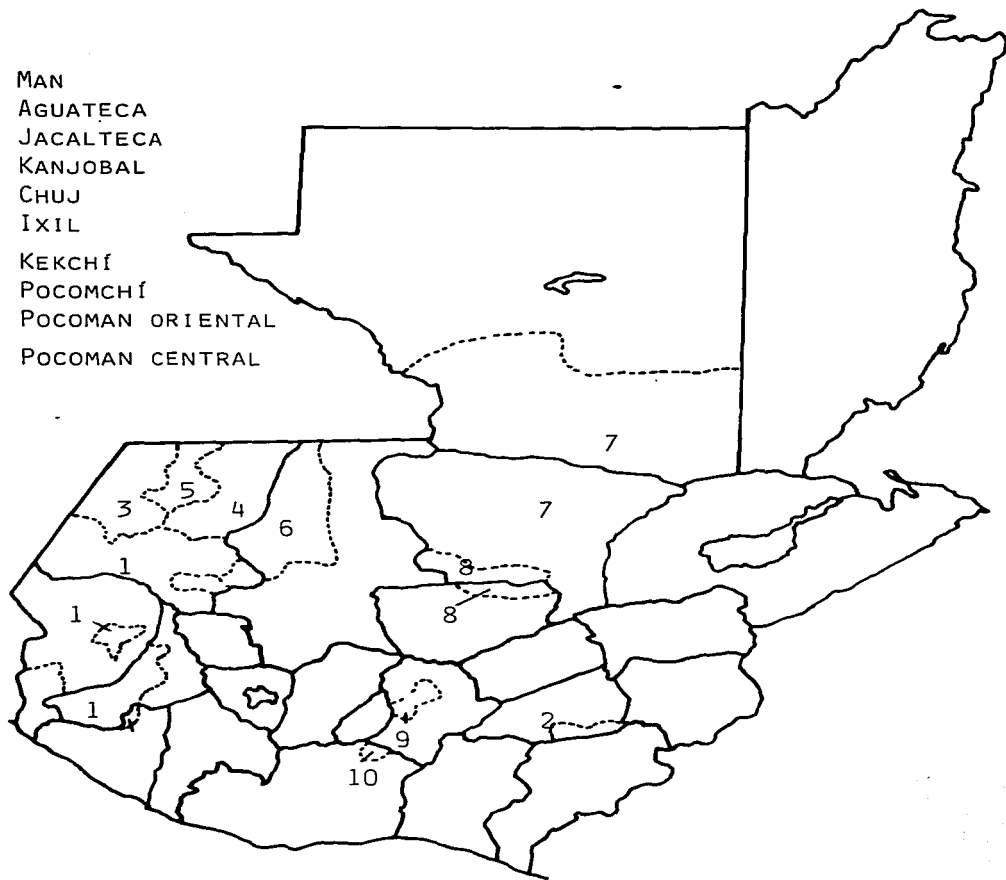 MAN
AGUATECA
JACALTECA
KANJOBAL
CHUJ
IXIL
KEKCHÍ
POCOMCHÍ
POCOMAN ORIENTAL
POCOMAN CENTRAL
7
3
5
4
6
7
1
8
1
8
1
2
9
10